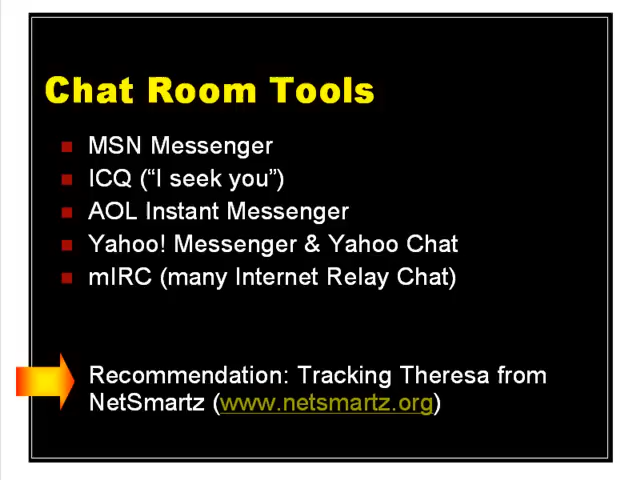 Chat Room Tools
MSN Messenger
ICQ (“I seek you”)
AOL Instant Messenger
Yahoo! Messenger & Yahoo Chat
mIRC (many Internet Relay Chat)
Recommendation: Tracking Theresa from
NetSmartz (www.netsmartz.org)